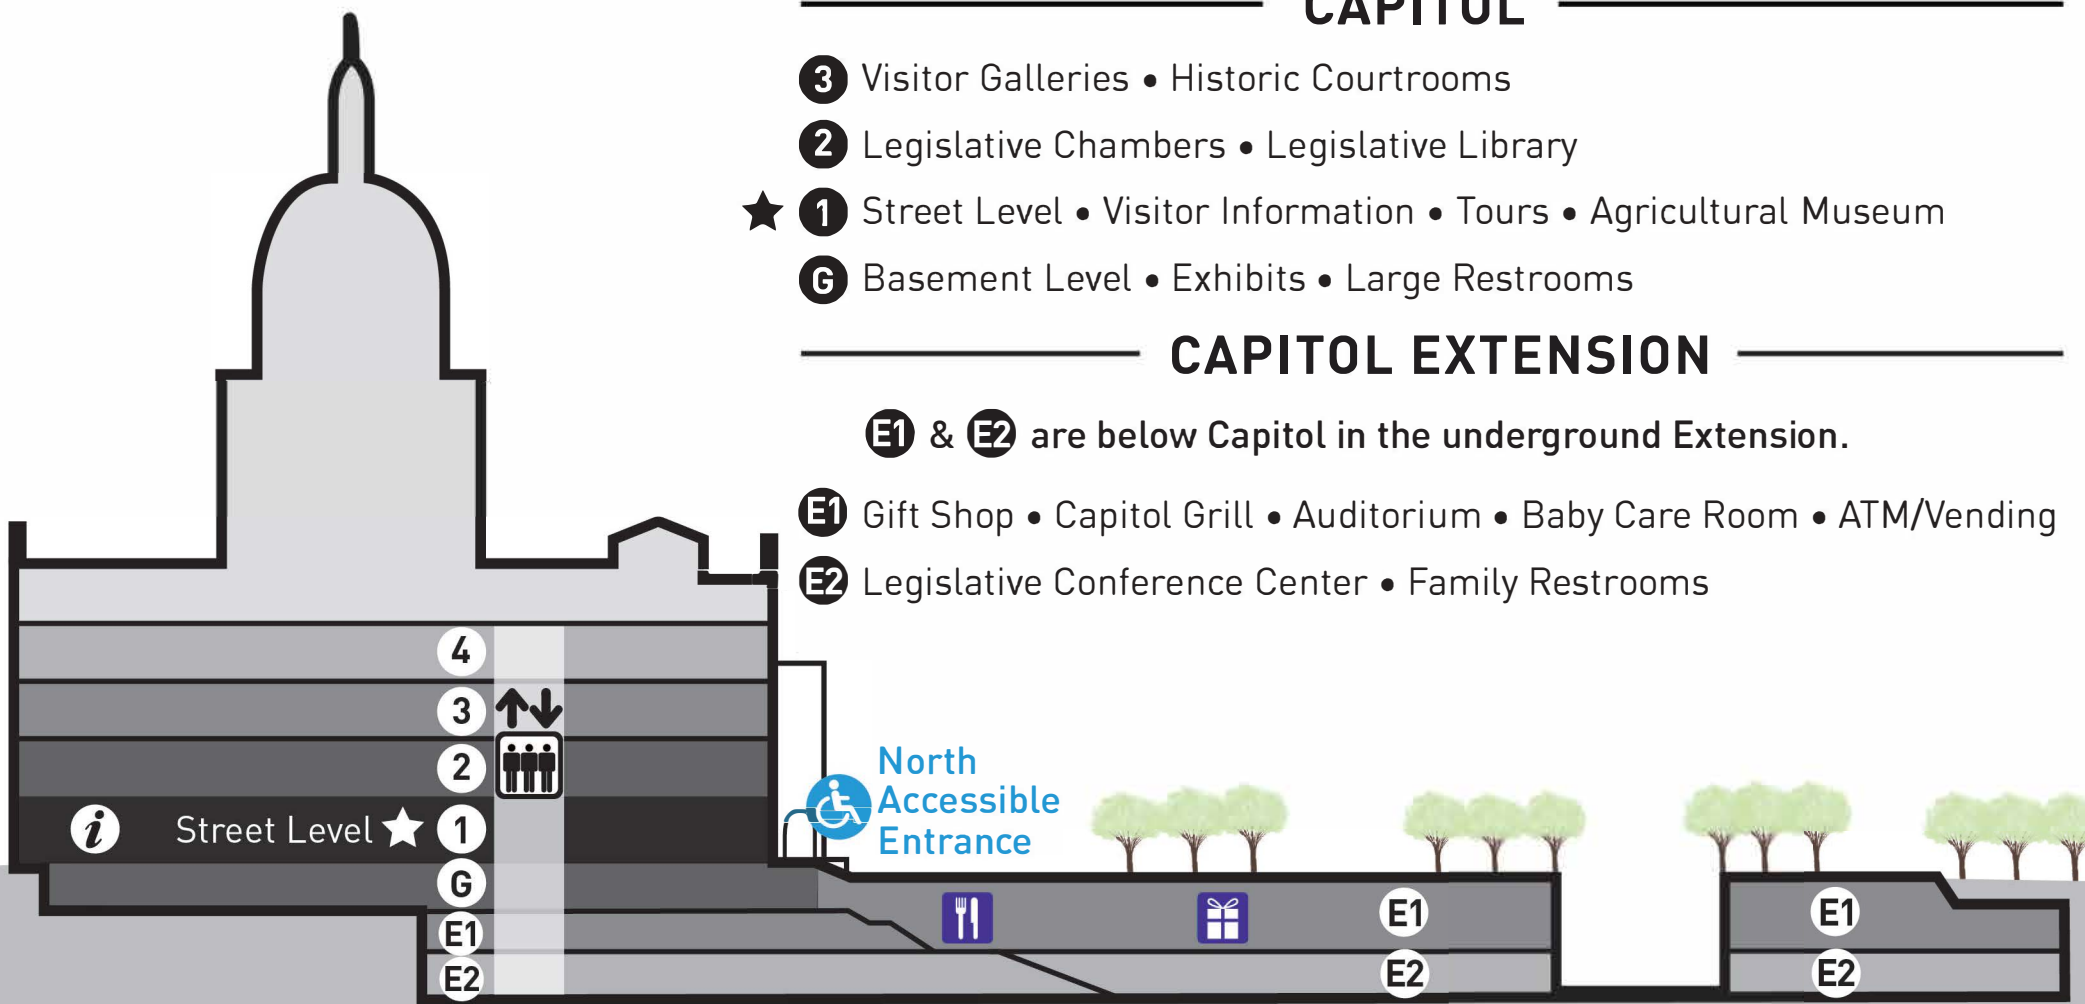 CAPITOL
3 Visitor Galleries • Historic Courtrooms
2 Legislative Chambers • Legislative Library
★ 1 Street Level • Visitor Information • Tours • Agricultural Museum
G Basement Level • Exhibits • Large Restrooms
CAPITOL EXTENSION
E1 & E2 are below Capitol in the underground Extension.
E1 Gift Shop • Capitol Grill • Auditorium • Baby Care Room • ATM/Vending
E2 Legislative Conference Center • Family Restrooms
4
3
2
i Street Level ★ 1
G
E1
E2
North
Accessible
Entrance
E1
E2
E1
E2